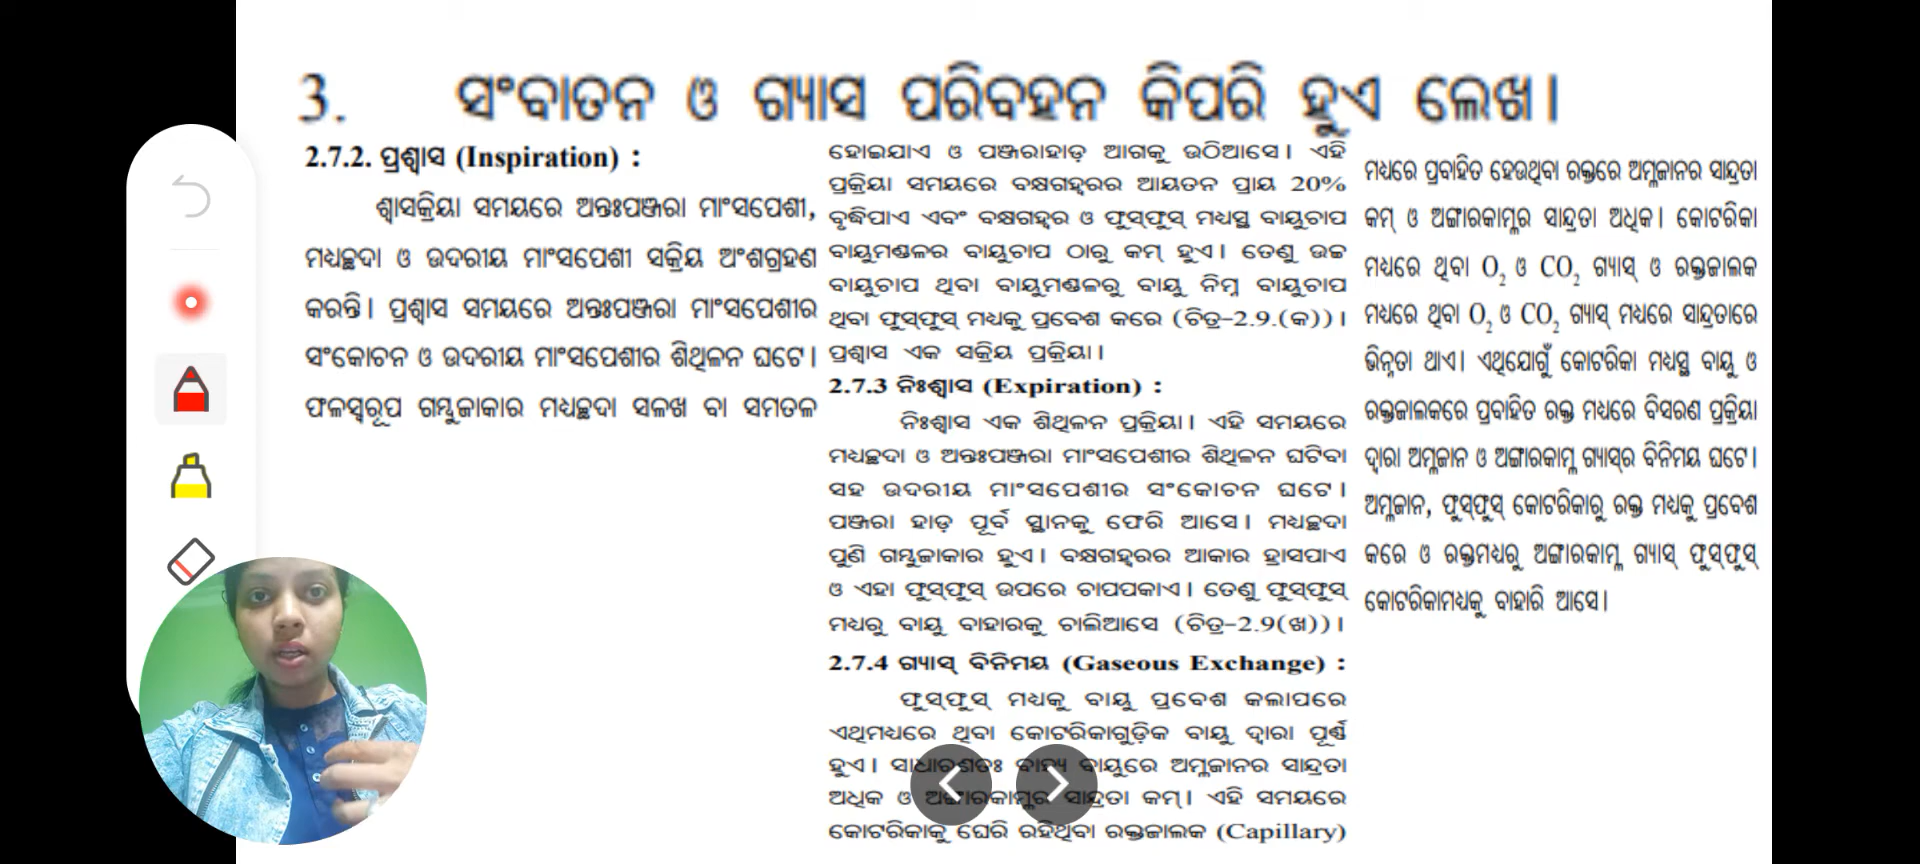 3. ସଂବାତନ ଓ ଗ୍ୟାସ ପରିବହନ କିପରି ହୁଏ ଲେଖ।
2.7.2. ପ୍ରଶ୍ୱାସ (Inspiration) :
ଶ୍ୱାସକ୍ରିୟା ସମୟରେ ଅନ୍ତଃପଞ୍ଜରା ମାଂସପେଶୀ,
ମଧ୍ୟଚ୍ଛଦା ଓ ଉଦରୀୟ ମାଂସପେଶୀ ସକ୍ରିୟ ଅଂଶଗ୍ରହଣ
କରନ୍ତି। ପ୍ରଶ୍ୱାସ ସମୟରେ ଅନ୍ତଃପଞ୍ଜରା ମାଂସପେଶୀର
ସଂକୋଚନ ଓ ଉଦରୀୟ ମାଂସପେଶୀର ଶିଥିଳନ ଘଟେ।
ଫଳସ୍ୱରୂପ ଗମ୍ଭୁଜାକାର ମଧ୍ୟଚ୍ଛଦା ସଳଖ ବା ସମତଳ
ହୋଇଯାଏ ଓ ପଞ୍ଜରାହାଡ଼ ଆଗକୁ ଉଠିଆସେ। ଏହି
ପ୍ରକ୍ରିୟା ସମୟରେ ବକ୍ଷଗହ୍ୱରର ଆୟତନ ପ୍ରାୟ 20%
ବୃଦ୍ଧିପାଏ ଏବଂ ବକ୍ଷଗହ୍ୱର ଓ ଫୁସ୍‌ଫୁସ୍ ମଧ୍ୟସ୍ଥ ବାୟୁଚାପ
ବାୟୁମଣ୍ଡଳର ବାୟୁଚାପ ଠାରୁ କମ୍ ହୁଏ। ତେଣୁ ଉଚ୍ଚ
ବାୟୁଚାପ ଥିବା ବାୟୁମଣ୍ଡଳରୁ ବାୟୁ ନିମ୍ନ ବାୟୁଚାପ
ଥିବା ଫୁସ୍‌ଫୁସ୍ ମଧ୍ୟକୁ ପ୍ରବେଶ କରେ (ଚିତ୍ର-2.9.(କ))।
ପ୍ରଶ୍ୱାସ ଏକ ସକ୍ରିୟ ପ୍ରକ୍ରିୟା।
2.7.3 ନିଃଶ୍ୱାସ (Expiration) :
ନିଃଶ୍ୱାସ ଏକ ଶିଥିଳନ ପ୍ରକ୍ରିୟା। ଏହି ସମୟରେ
ମଧ୍ୟଚ୍ଛଦା ଓ ଅନ୍ତଃପଞ୍ଜରା ମାଂସପେଶୀର ଶିଥିଳନ ଘଟିବା
ସହ ଉଦରୀୟ ମାଂସପେଶୀର ସଂକୋଚନ ଘଟେ।
ପଞ୍ଜରା ହାଡ଼ ପୂର୍ବ ସ୍ଥାନକୁ ଫେରି ଆସେ। ମଧ୍ୟଚ୍ଛଦା
ପୁଣି ଗମ୍ଭୁଜାକାର ହୁଏ। ବକ୍ଷଗହ୍ୱରର ଆକାର ହ୍ରାସପାଏ
ଓ ଏହା ଫୁସ୍‌ଫୁସ୍ ଉପରେ ଚାପପକାଏ। ତେଣୁ ଫୁସ୍‌ଫୁସ୍
ମଧ୍ୟରୁ ବାୟୁ ବାହାରକୁ ଚାଲିଆସେ (ଚିତ୍ର-2.9(ଖ))।
2.7.4 ଗ୍ୟାସ୍ ବିନିମୟ (Gaseous Exchange) :
ଫୁସ୍‌ଫୁସ୍ ମଧ୍ୟକୁ ବାୟୁ ପ୍ରବେଶ କଲାପରେ
ଏଥିମଧ୍ୟରେ ଥିବା କୋଟରିକାଗୁଡ଼ିକ ବାୟୁ ଦ୍ୱାରା ପୂର୍ଣ୍ଣ
ହୁଏ। ସାଧାରଣତଃ ବାହ୍ୟ ବାୟୁରେ ଅମ୍ଳଜାନର ସାନ୍ଦ୍ରତା
ଅଧିକ ଓ ଅଙ୍ଗାରକାମ୍ଳର ସାନ୍ଦ୍ରତା କମ୍। ଏହି ସମୟରେ
କୋଟରିକାକୁ ଘେରି ରହିଥିବା ରକ୍ତଜାଲକ (Capillary)
ମଧ୍ୟରେ ପ୍ରବାହିତ ହେଉଥିବା ରକ୍ତରେ ଅମ୍ଳଜାନର ସାନ୍ଦ୍ରତା
କମ୍ ଓ ଅଙ୍ଗାରକାମ୍ଳର ସାନ୍ଦ୍ରତା ଅଧିକ। କୋଟରିକା
ମଧ୍ୟରେ ଥିବା O₂ ଓ CO₂ ଗ୍ୟାସ୍ ଓ ରକ୍ତଜାଲକ
ମଧ୍ୟରେ ଥିବା O₂ ଓ CO₂ ଗ୍ୟାସ୍ ମଧ୍ୟରେ ସାନ୍ଦ୍ରତାରେ
ଭିନ୍ନତା ଥାଏ। ଏଥିଯୋଗୁଁ କୋଟରିକା ମଧ୍ୟସ୍ଥ ବାୟୁ ଓ
ରକ୍ତଜାଲକରେ ପ୍ରବାହିତ ରକ୍ତ ମଧ୍ୟରେ ବିସରଣ ପ୍ରକ୍ରିୟା
ଦ୍ୱାରା ଅମ୍ଳଜାନ ଓ ଅଙ୍ଗାରକାମ୍ଳ ଗ୍ୟାସ୍‌ର ବିନିମୟ ଘଟେ।
ଅମ୍ଳଜାନ, ଫୁସ୍‌ଫୁସ୍ କୋଟରିକାରୁ ରକ୍ତ ମଧ୍ୟକୁ ପ୍ରବେଶ
କରେ ଓ ରକ୍ତମଧ୍ୟରୁ ଅଙ୍ଗାରକାମ୍ଳ ଗ୍ୟାସ୍ ଫୁସ୍‌ଫୁସ୍
କୋଟରିକାମଧ୍ୟକୁ ବାହାରି ଆସେ।